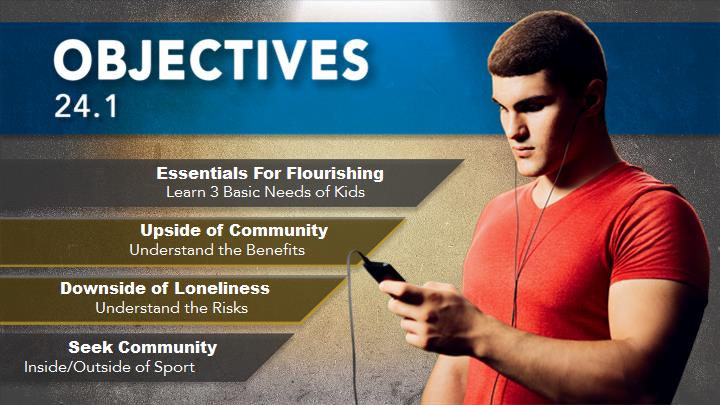 OBJECTIVES
24.1
Essentials For Flourishing
Learn 3 Basic Needs of Kids
Upside of Community
Understand the Benefits
Downside of Loneliness
Understand the Risks
Seek Community
Inside/Outside of Sport